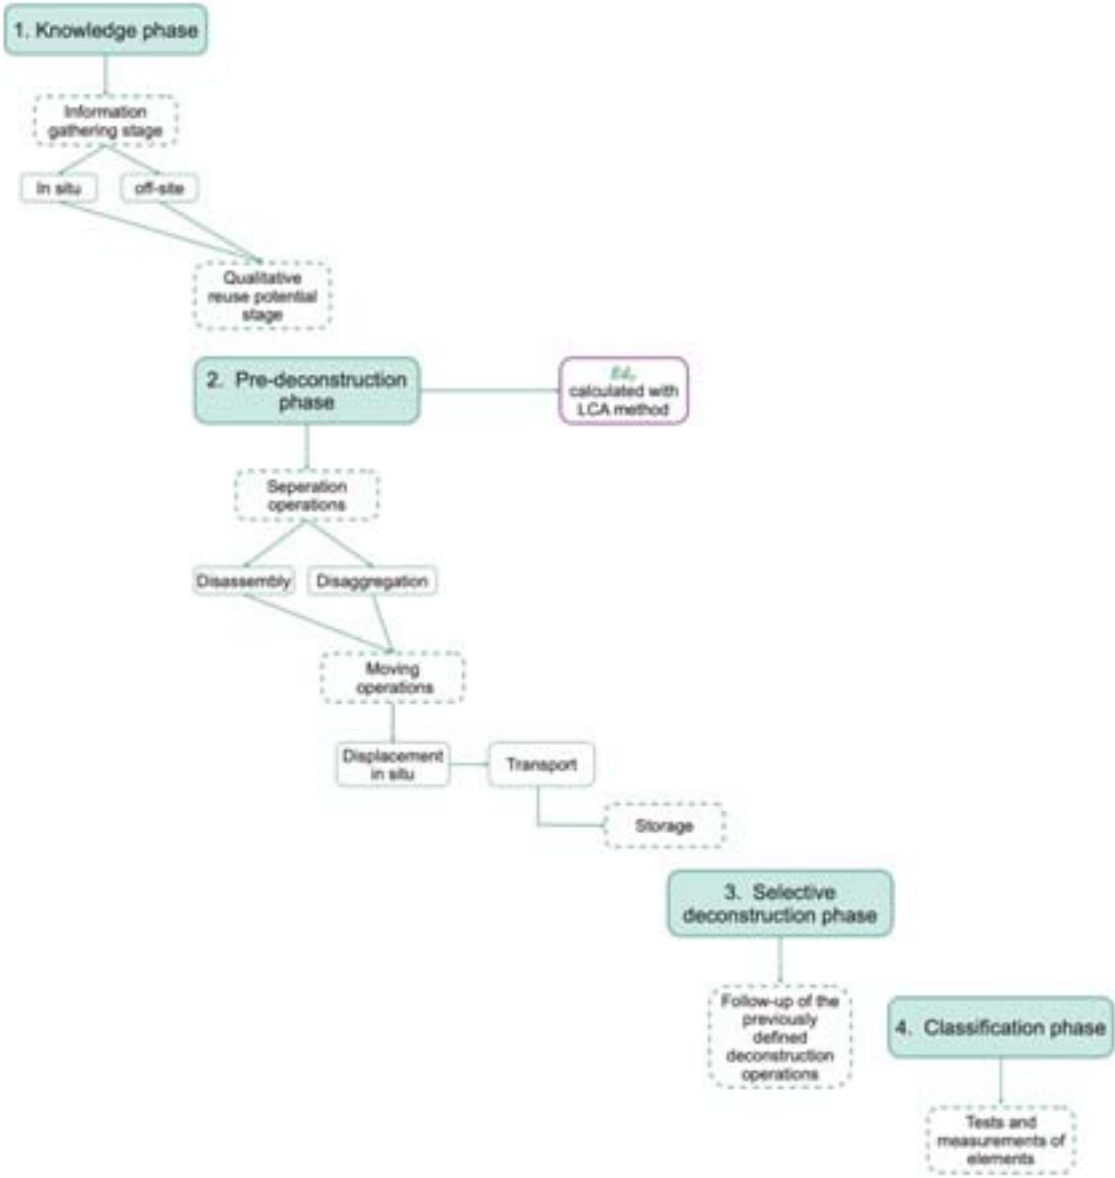 1. Knowledge phase
Information
gathering stage
In situ
off-site
Qualitative
reuse potential
stage
2. Pre-deconstruction
phase
calculated with
LCA method
Seperation
operations
Disassembly
Disaggregation
Moving
operations
Displacement
in situ
Transport
Storage
3. Selective
deconstruction phase
Follow-up of the
previously
defined
deconstruction
operations
4. Classification phase
Tests and
measurements of
elements